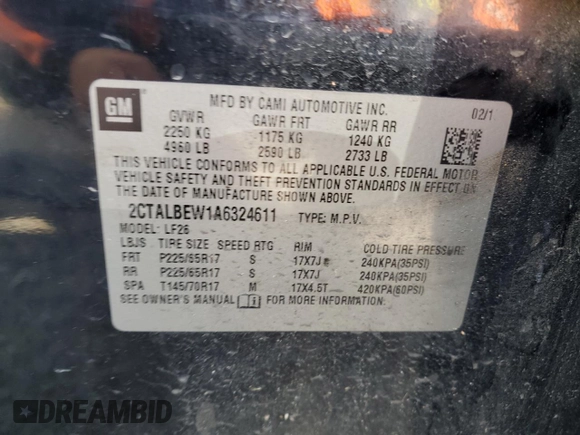 GM
MFD BY CAMI AUTOMOTIVE INC.
02/1
GVWR GAWR FRT GAWR RR
2250 KG 1175 KG 1240 KG
4960 LB 2590 LB 2733 LB
THIS VEHICLE CONFORMS TO ALL APPLICABLE U.S. FEDERAL MOTOR
VEHICLE SAFETY AND THEFT PREVENTION STANDARDS IN EFFECT ON
THE DATE OF MANUFACTURE SHOWN ABOVE.
2CTALBEW1A6324611 TYPE: M.P.V.
MODEL: LF26
LBJS TIRE SIZE SPEED RTG RIM COLD TIRE PRESSURE
FRT P225/65R17 S 17X7J 240KPA(35PSI)
RR P225/65R17 S 17X7J 240KPA(35PSI)
SPA T145/70R17 M 17X4.5T 420KPA(60PSI)
SEE OWNER'S MANUAL FOR MORE INFORMATION.
DREAMBID